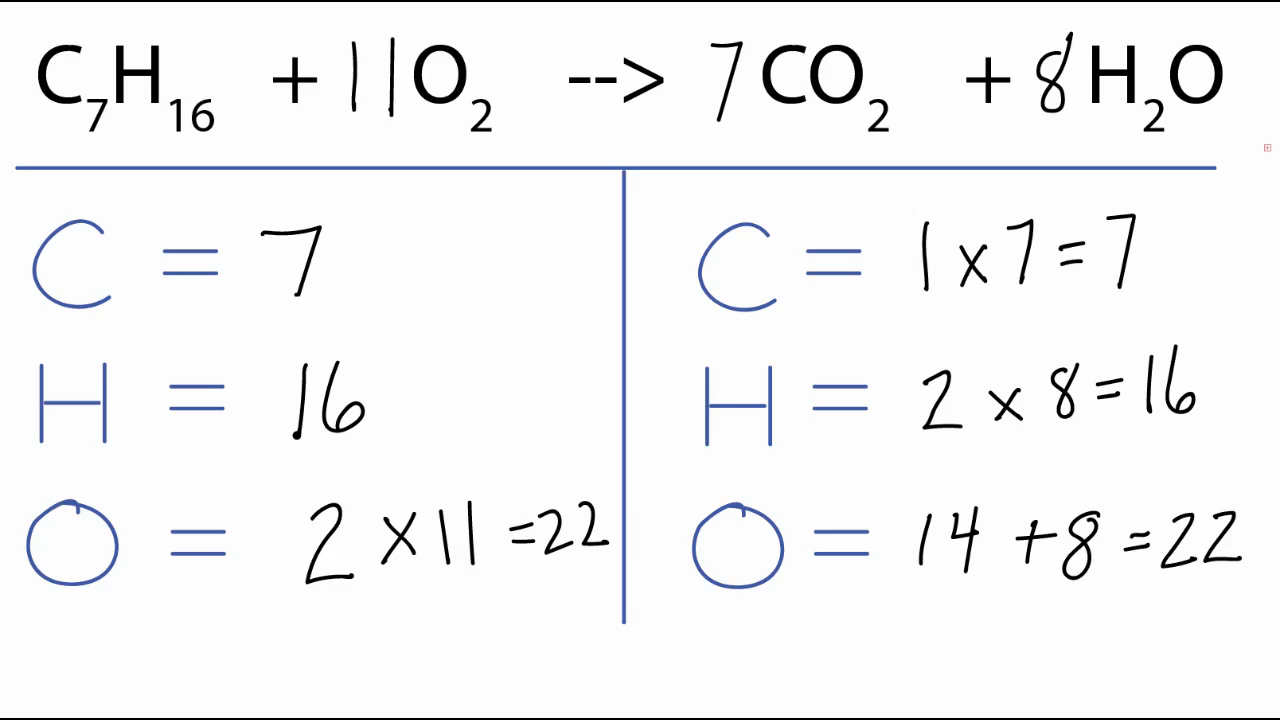 C₇H₁₆ + 11O₂ --> 7CO₂ + 8H₂O
C = 7
C = 1 x 7 = 7
H = 16
H = 2 x 8 = 16
O = 2 x 11 = 22
O = 14 + 8 = 22